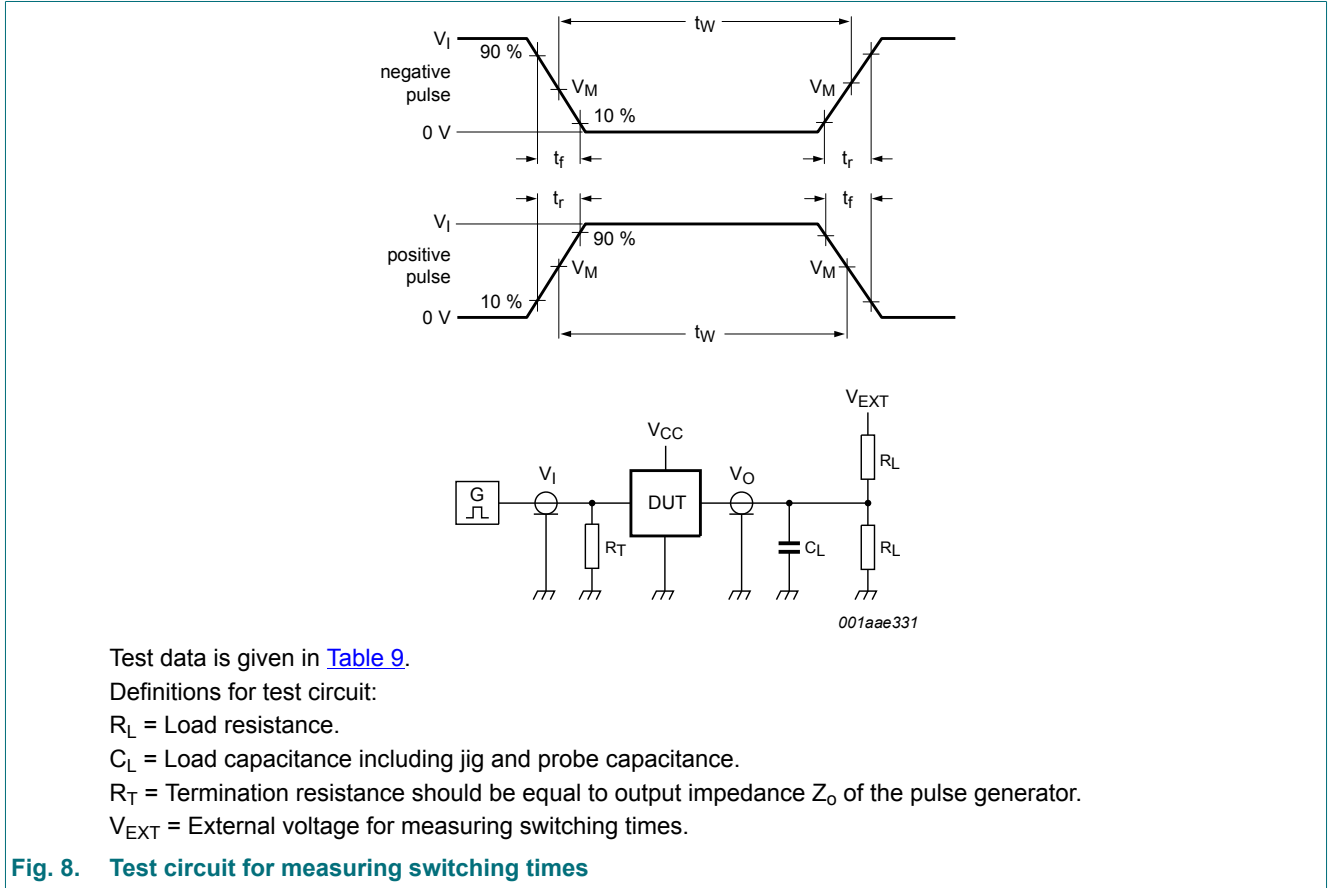 tW
VI
90 %
negative
pulse
VM
VM
10 %
0 V
tf
tr
tr
tf
VI
90 %
positive
pulse
VM
VM
10 %
0 V
tW
VEXT
VCC
RL
VI
VO
G
DUT
RT
CL
RL
001aae331
Test data is given in Table 9.
Definitions for test circuit:
RL = Load resistance.
CL = Load capacitance including jig and probe capacitance.
RT = Termination resistance should be equal to output impedance Zo of the pulse generator.
VEXT = External voltage for measuring switching times.
Fig. 8. Test circuit for measuring switching times